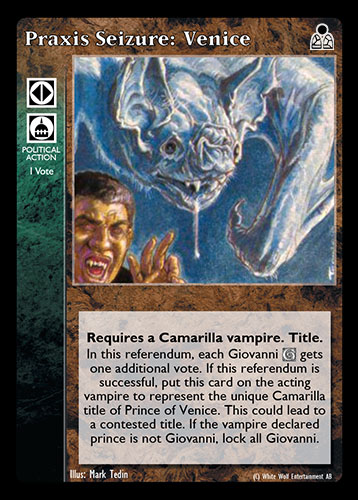 Praxis Seizure: Venice
POLITICAL
ACTION
1 Vote
Requires a Camarilla vampire. Title.
In this referendum, each Giovanni G gets
one additional vote. If this referendum is
successful, put this card on the acting
vampire to represent the unique Camarilla
title of Prince of Venice. This could lead to
a contested title. If the vampire declared
prince is not Giovanni, lock all Giovanni.
Illus: Mark Tedin
(C) White Wolf Entertainment AB